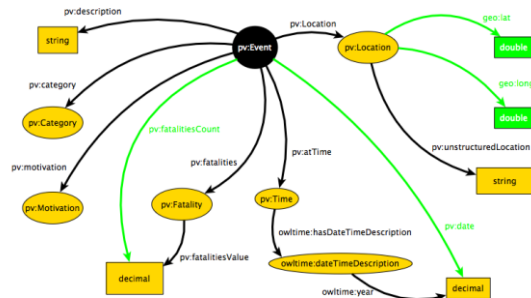 pv:description
pv:Location
geo:lat
string
pv:Event
pv:Location
double
pv:category
geo:long
double
pv:Category
pv:fatalitiesCount
pv:unstructuredLocation
pv:motivation
pv:fatalities
pv:atTime
string
pv:Motivation
pv:Fatality
pv:Time
pv:date
owltime:hasDateTimeDescription
decimal
pv:fatalitiesValue
owltime:dateTimeDescription
owltime:year
decimal